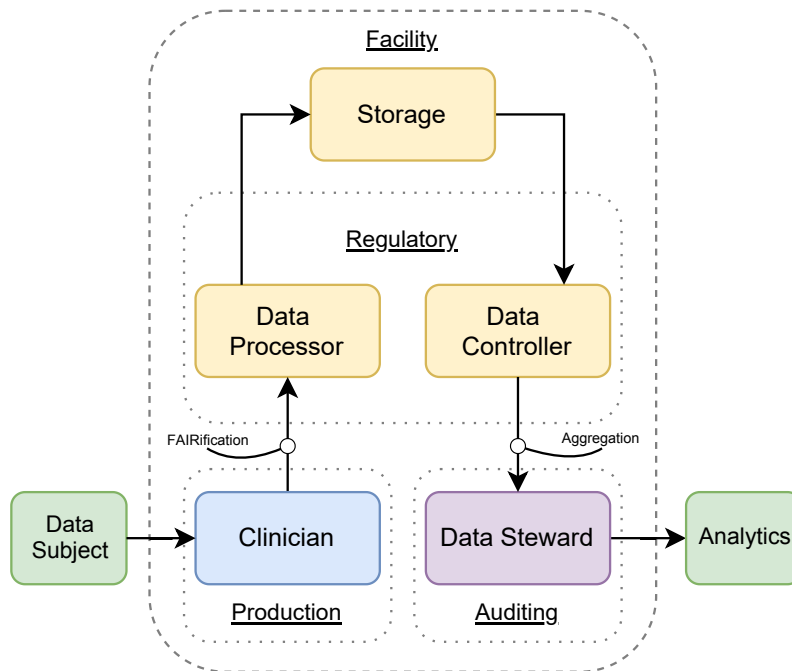 Facility
Storage
Regulatory
Data
Processor
Data
Controller
FAIRification
Aggregation
Data
Subject
Clinician
Data Steward
Analytics
Production
Auditing